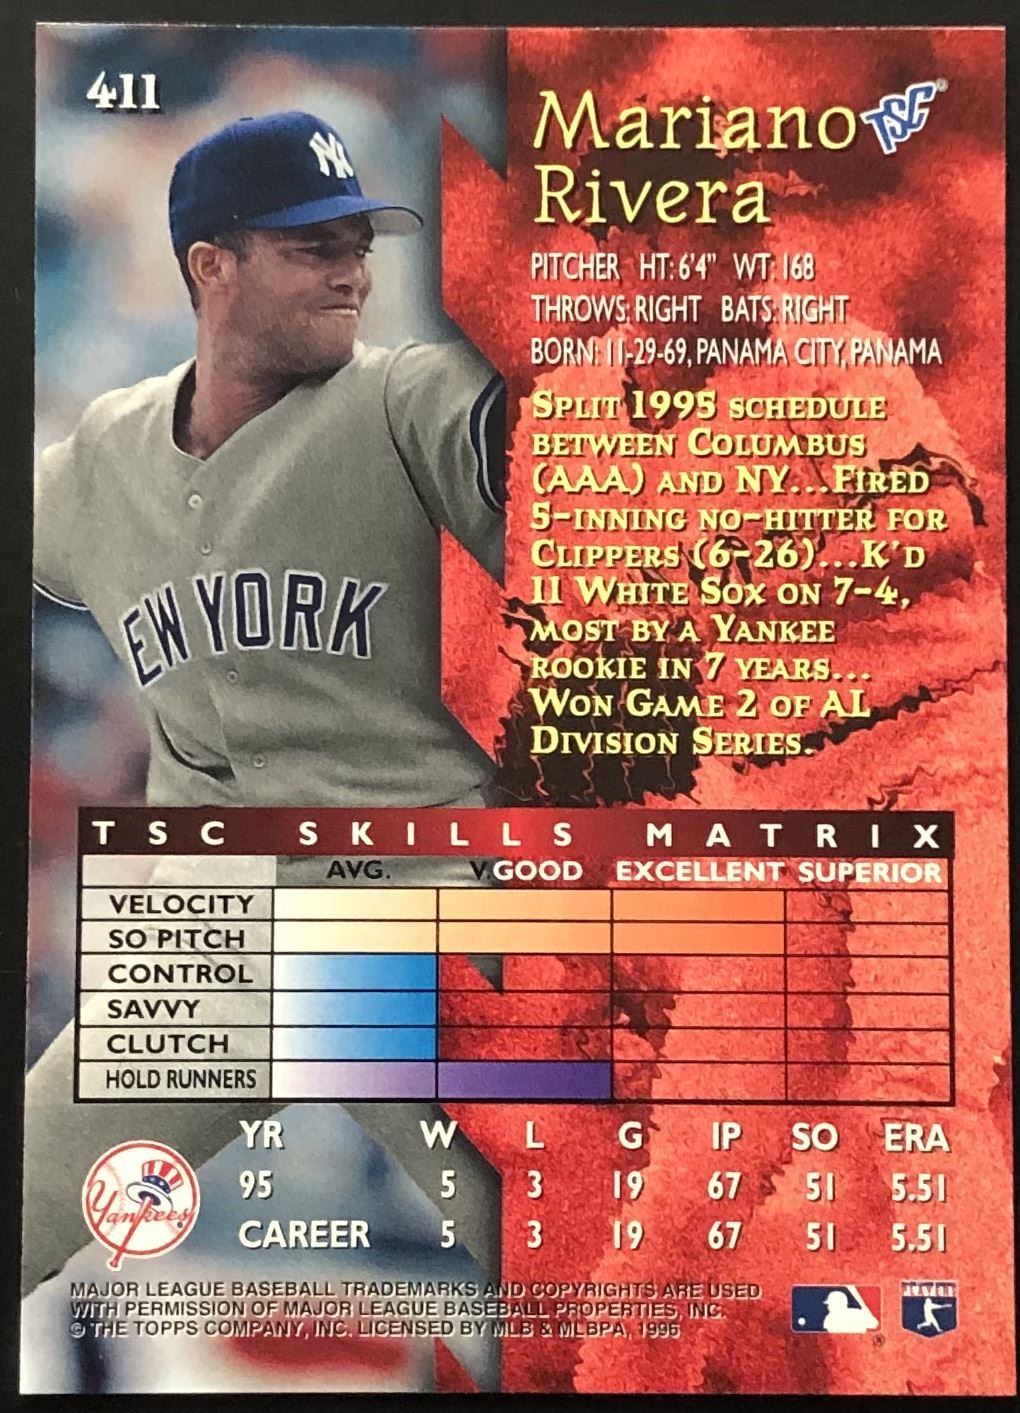 411
Mariano TSC®
Rivera
PITCHER HT: 6'4" WT: 168
THROWS: RIGHT BATS: RIGHT
BORN: 11-29-69, PANAMA CITY, PANAMA
SPLIT 1995 SCHEDULE
BETWEEN COLUMBUS
(AAA) AND NY...FIRED
5-INNING NO-HITTER FOR
CLIPPERS (6-26)...K'D
11 WHITE SOX ON 7-4,
MOST BY A YANKEE
ROOKIE IN 7 YEARS...
WON GAME 2 OF AL
DIVISION SERIES.
NY
EW YORK
TSC SKILLS MATRIX
AVG. V.GOOD EXCELLENT SUPERIOR
VELOCITY
SO PITCH
CONTROL
SAVVY
CLUTCH
HOLD RUNNERS
YR W L G IP SO ERA
95 5 3 19 67 51 5.51
CAREER 5 3 19 67 51 5.51
Yankees
MAJOR LEAGUE BASEBALL TRADEMARKS AND COPYRIGHTS ARE USED
WITH PERMISSION OF MAJOR LEAGUE BASEBALL PROPERTIES, INC.
© THE TOPPS COMPANY, INC. LICENSED BY MLB & MLBPA, 1996
®
PLAYERS